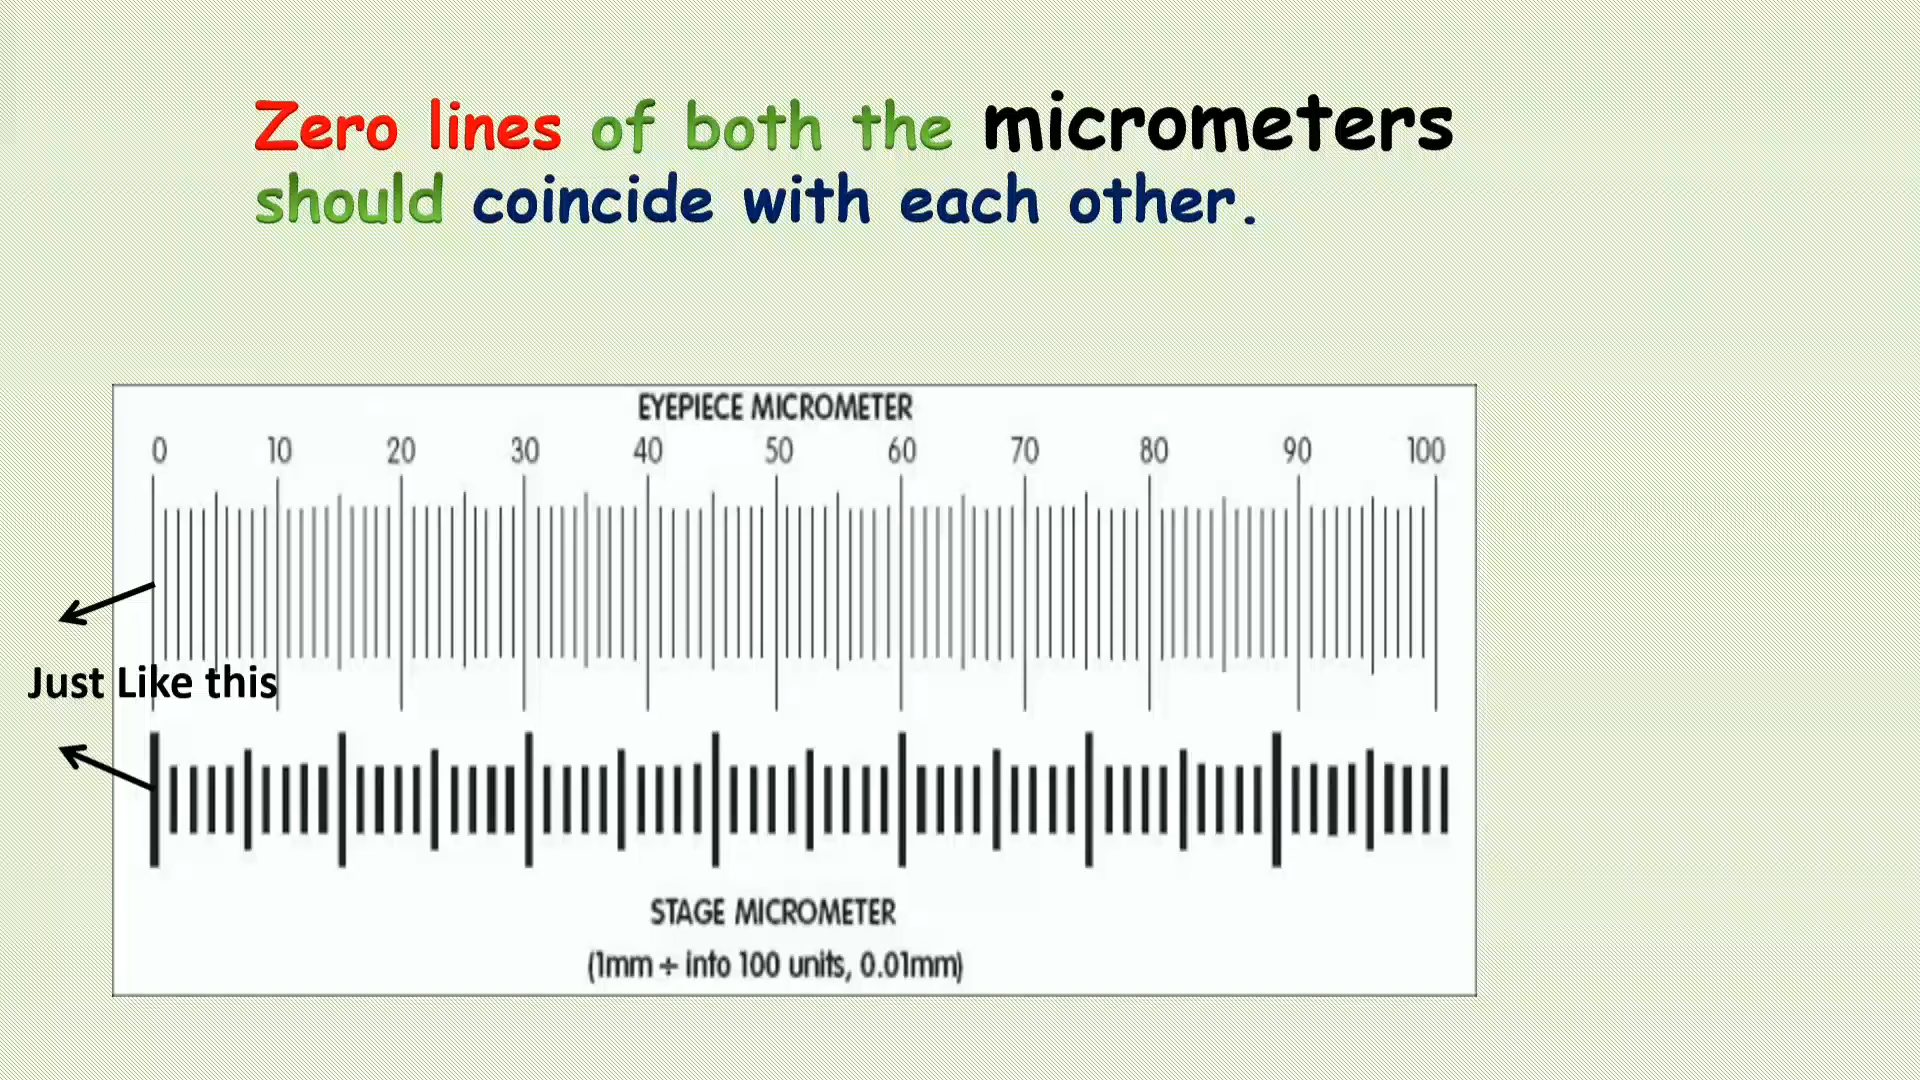 Zero lines of both the micrometers
should coincide with each other.
EYEPIECE MICROMETER
0 10 20 30 40 50 60 70 80 90 100
Just Like this
STAGE MICROMETER
(1mm ÷ into 100 units, 0.01mm)